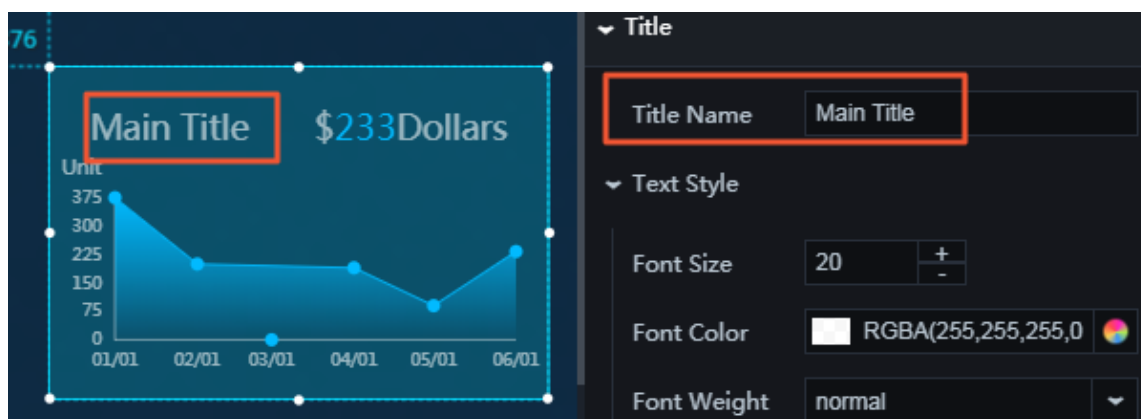 76
Main Title
$233Dollars
Unit
375
300
225
150
75
0
01/01
02/01
03/01
04/01
05/01
06/01
Title
Title Name
Main Title
Text Style
Font Size
20
+
-
Font Color
RGBA(255,255,255,0
Font Weight
normal